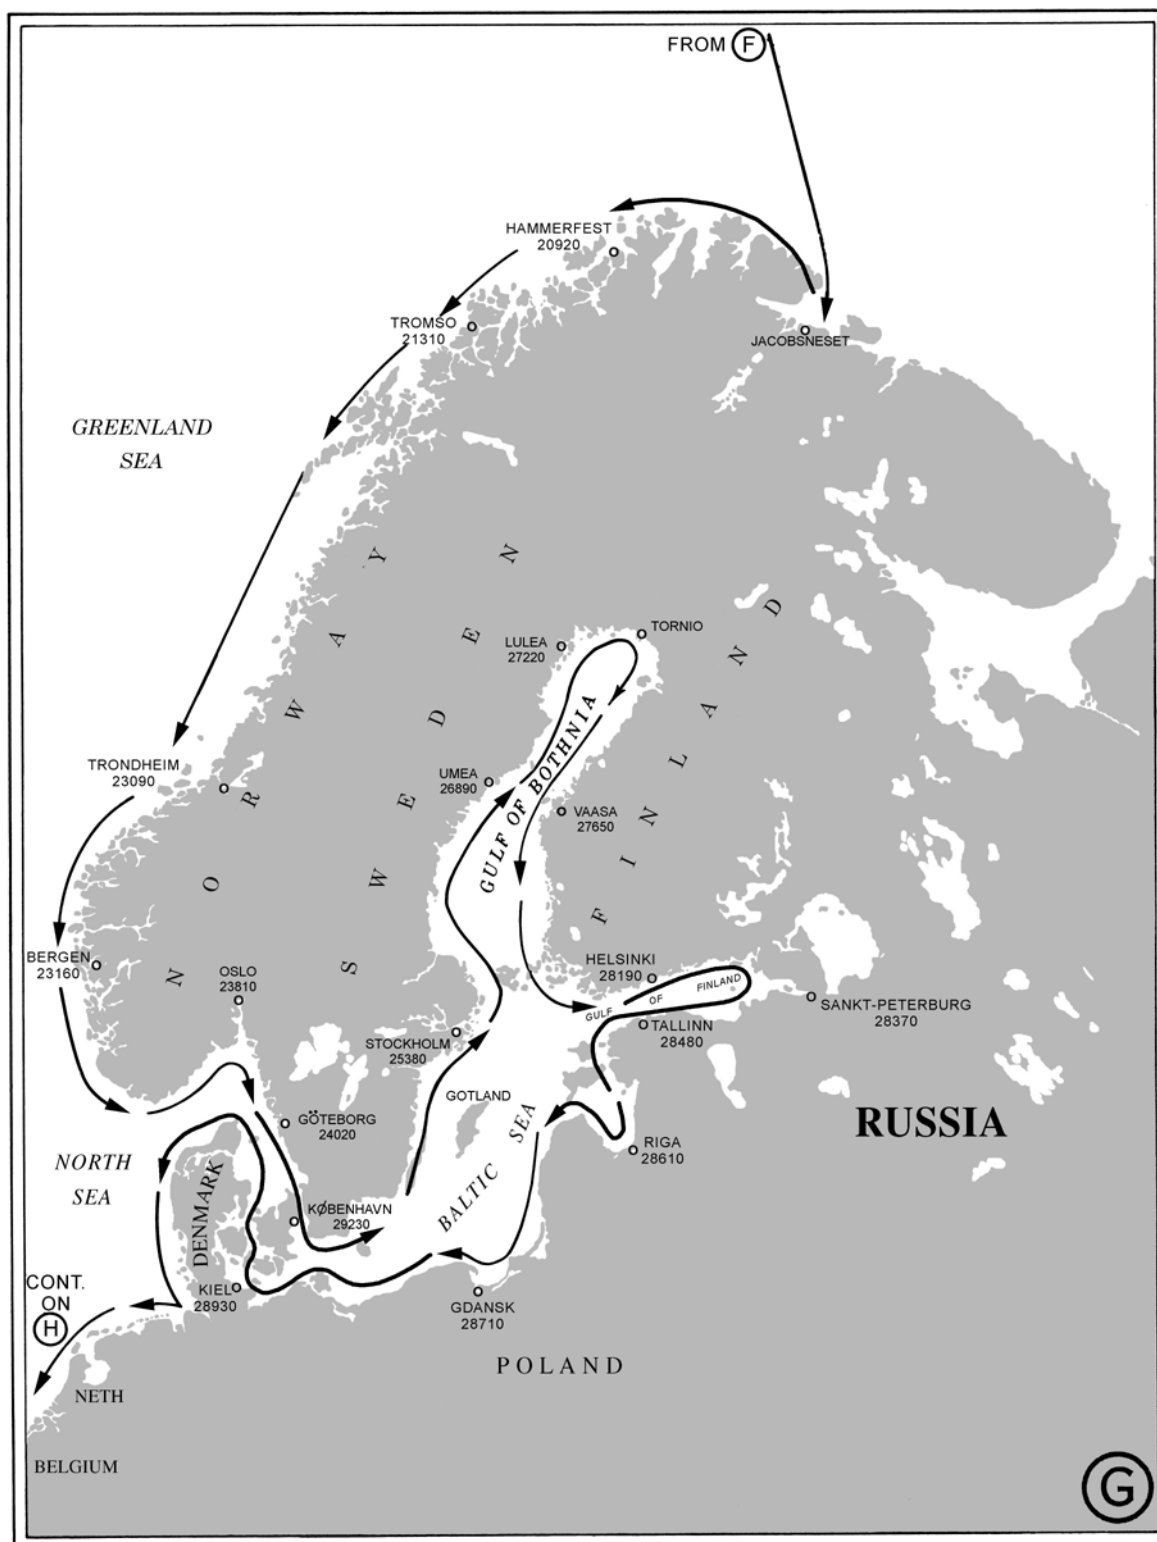 FROM F
HAMMERFEST
20920
TROMSO
21310
JACOBSNESET
GREENLAND
SEA
NORWAY
SWEDEN
FINLAND
LULEA
27220
TORNIO
GULF OF BOTHNIA
TRONDHEIM
23090
UMEA
26890
VAASA
27650
BERGEN
23160
OSLO
23810
HELSINKI
28190
GULF OF FINLAND
SANKT-PETERBURG
28370
STOCKHOLM
25380
TALLINN
28480
GOTLAND
GÖTEBORG
24020
BALTIC SEA
RIGA
28610
RUSSIA
NORTH
SEA
DENMARK
KØBENHAVN
29230
CONT.
ON
H
KIEL
28930
GDANSK
28710
POLAND
NETH
BELGIUM
G